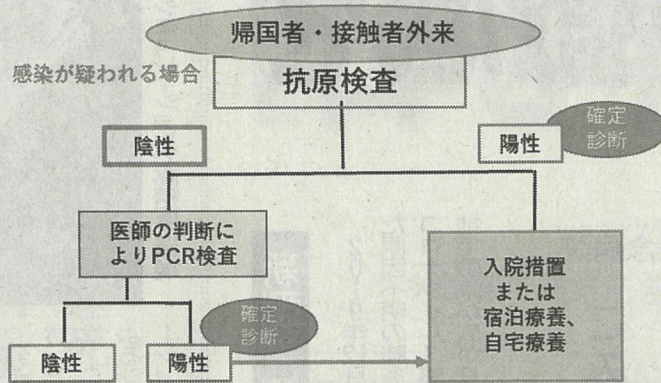 帰国者・接触者外来
感染が疑われる場合
抗原検査
陰性
陽性
確定
診断
医師の判断に
よりPCR検査
入院措置
または
宿泊療養、
自宅療養
確定
診断
陰性
陽性